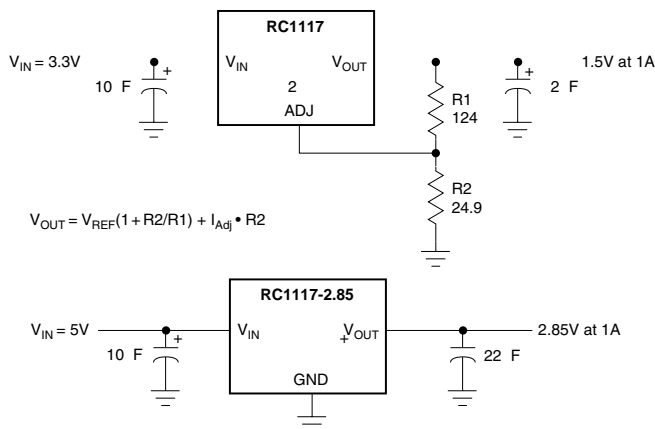 RC1117
V_IN = 3.3V
V_IN
V_OUT
1.5V at 1A
10 F
+
2
ADJ
R1
124
+
2 F
R2
24.9
V_OUT = V_REF(1 + R2/R1) + I_Adj • R2
RC1117-2.85
V_IN = 5V
V_IN
V_OUT
2.85V at 1A
10 F
+
+
22 F
GND